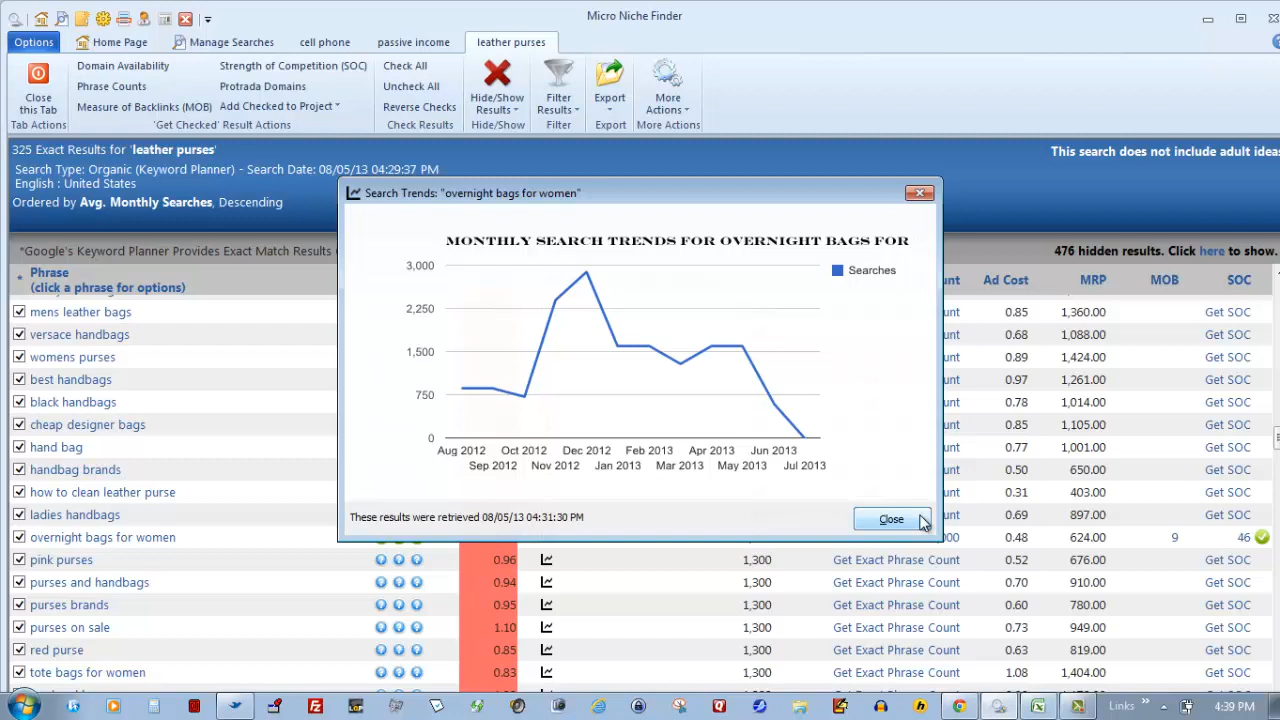 Micro Niche Finder
Options
Home Page
Manage Searches
cell phone
passive income
leather purses
Close this Tab
Tab Actions
Domain Availability
Phrase Counts
Measure of Backlinks (MOB)
Strength of Competition (SOC)
Protrada Domains
Add Checked to Project
'Get Checked' Result Actions
Check All
Uncheck All
Reverse Checks
Check Results
Hide/Show Results
Hide/Show
Filter Results
Filter
Export
Export
More Actions
More Actions
325 Exact Results for 'leather purses'
Search Type: Organic (Keyword Planner) - Search Date: 08/05/13 04:29:37 PM
English : United States
Ordered by Avg. Monthly Searches, Descending
This search does not include adult idea
*Google's Keyword Planner Provides Exact Match Results
476 hidden results. Click here to show.
* Phrase
(click a phrase for options)
unt Ad Cost MRP MOB SOC
mens leather bags unt 0.85 1,360.00 Get SOC
versace handbags unt 0.68 1,088.00 Get SOC
womens purses unt 0.89 1,424.00 Get SOC
best handbags unt 0.97 1,261.00 Get SOC
black handbags unt 0.78 1,014.00 Get SOC
cheap designer bags unt 0.85 1,105.00 Get SOC
hand bag unt 0.77 1,001.00 Get SOC
handbag brands unt 0.50 650.00 Get SOC
how to clean leather purse unt 0.31 403.00 Get SOC
ladies handbags unt 0.69 897.00 Get SOC
overnight bags for women 000 0.48 624.00 9 46
pink purses 0.96 1,300 Get Exact Phrase Count 0.52 676.00 Get SOC
purses and handbags 0.94 1,300 Get Exact Phrase Count 0.70 910.00 Get SOC
purses brands 0.95 1,300 Get Exact Phrase Count 0.60 780.00 Get SOC
purses on sale 1.10 1,300 Get Exact Phrase Count 0.73 949.00 Get SOC
red purse 0.85 1,300 Get Exact Phrase Count 0.63 819.00 Get SOC
tote bags for women 0.83 1,300 Get Exact Phrase Count 1.08 1,404.00 Get SOC
Search Trends: "overnight bags for women"
MONTHLY SEARCH TRENDS FOR OVERNIGHT BAGS FOR
Searches
3,000
2,250
1,500
750
0
Aug 2012 Oct 2012 Dec 2012 Feb 2013 Apr 2013 Jun 2013
Sep 2012 Nov 2012 Jan 2013 Mar 2013 May 2013 Jul 2013
These results were retrieved 08/05/13 04:31:30 PM
Close
Links
4:39 PM